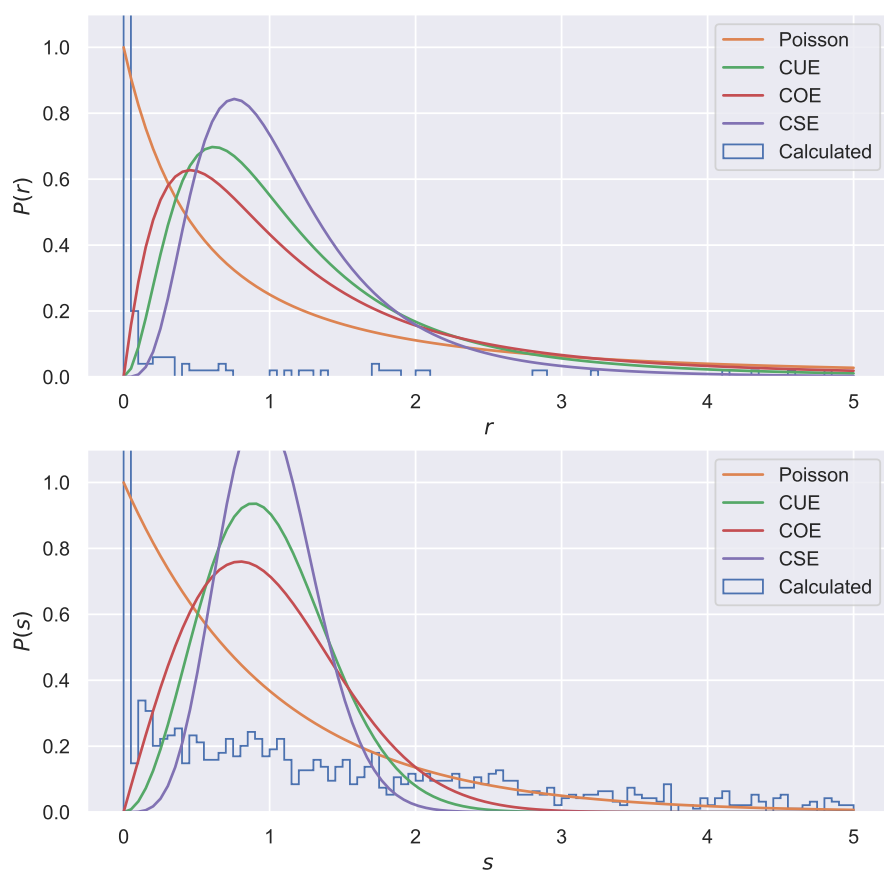 1.0
0.8
0.6
0.4
0.2
0.0
P(r)
Poisson
CUE
COE
CSE
Calculated
0 1 2 3 4 5
r
1.0
0.8
0.6
0.4
0.2
0.0
P(s)
Poisson
CUE
COE
CSE
Calculated
0 1 2 3 4 5
s